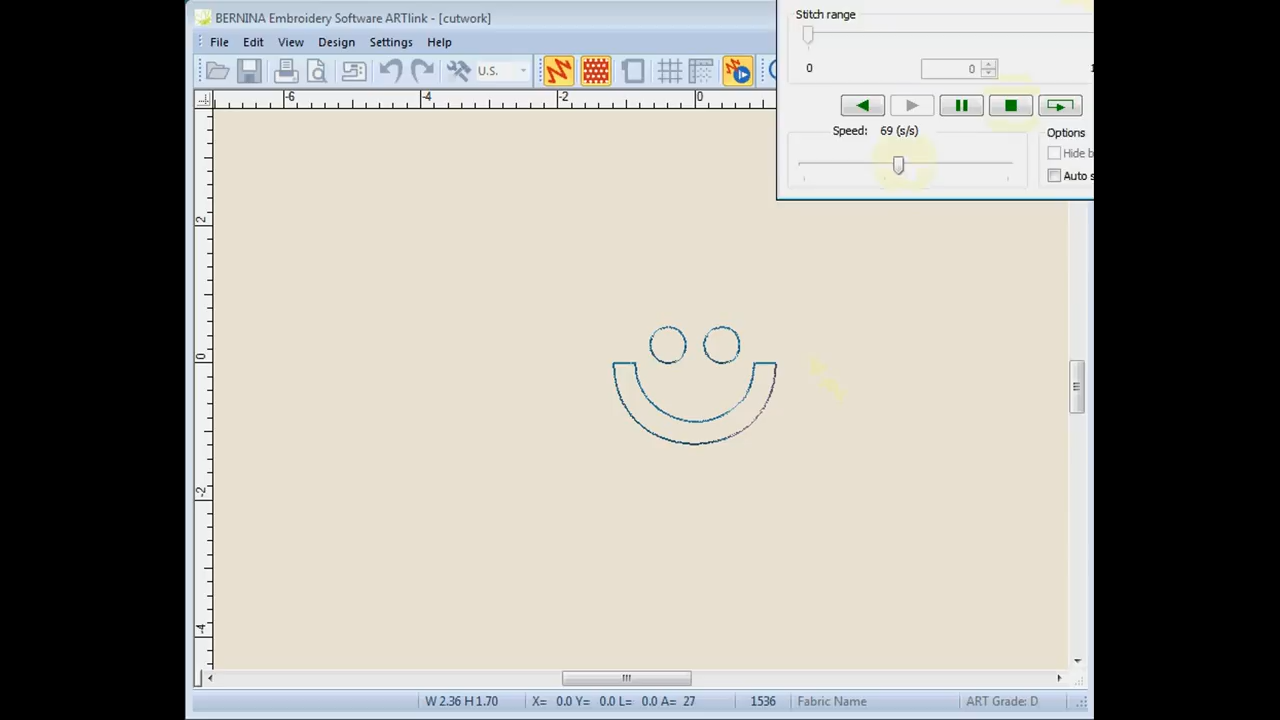 BERNINA Embroidery Software ARTlink - [cutwork]
Stitch range
File Edit View Design Settings Help
0 0 1
U.S.
-6 -4 -2 0
Speed: 69 (s/s)
Options
Hide b
Auto s
2
0
-2
-4
W 2.36 H 1.70 X= 0.0 Y= 0.0 L= 0.0 A= 27 1536 Fabric Name ART Grade: D